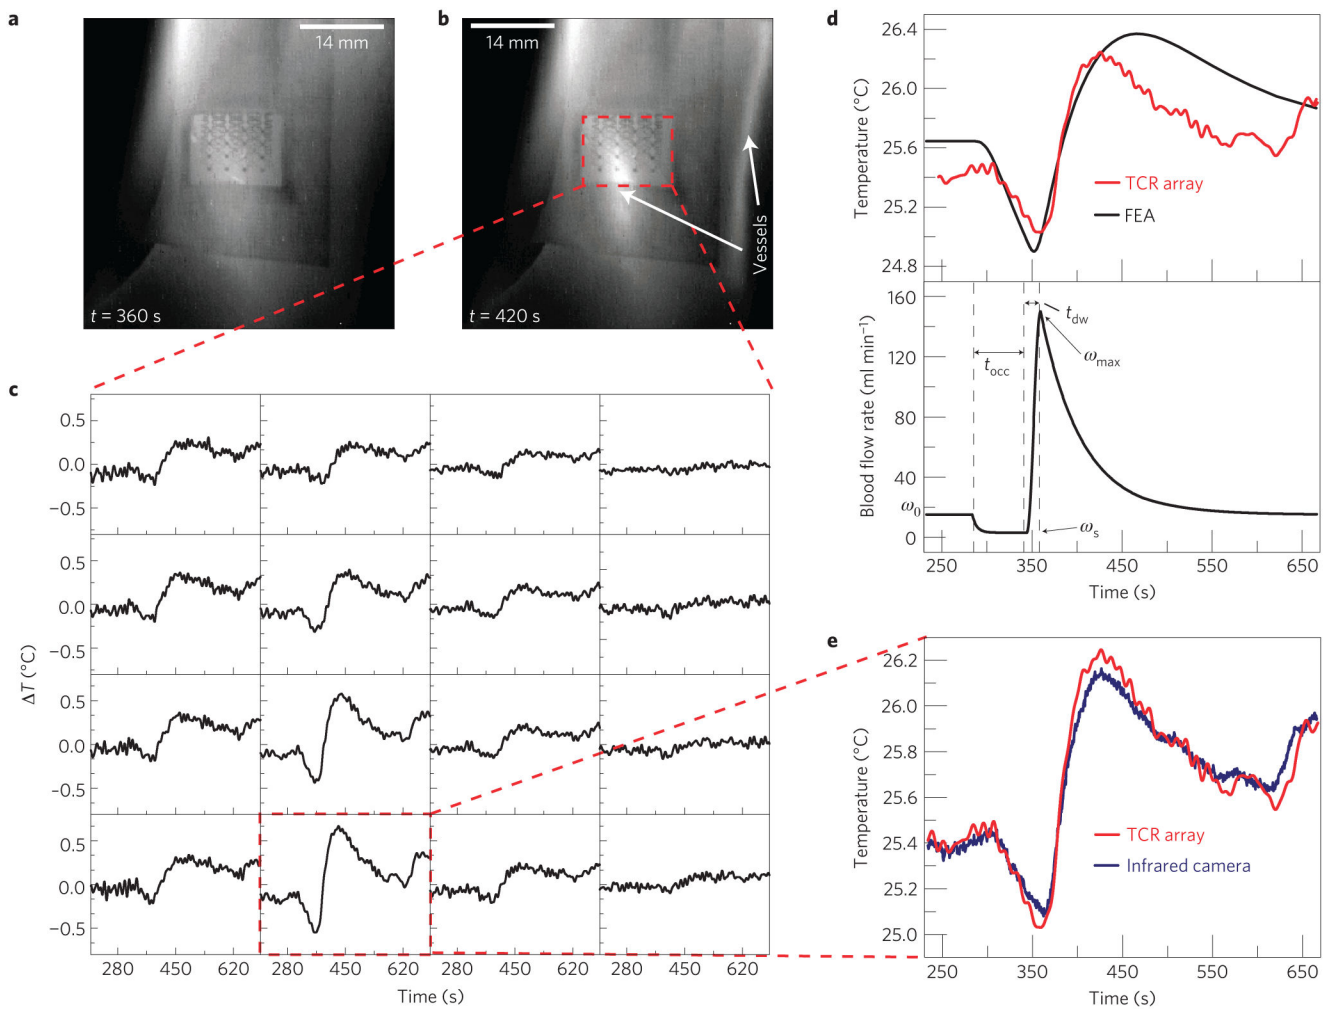 a
14 mm
t = 360 s
b
14 mm
Vessels
t = 420 s
c
ΔT (°C)
0.5
0.0
−0.5
0.5
0.0
−0.5
0.5
0.0
−0.5
0.5
0.0
−0.5
280 450 620 280 450 620 280 450 620 280 450 620
Time (s)
d
Temperature (°C)
26.4
26.0
25.6
25.2
24.8
TCR array
FEA
Blood flow rate (ml min⁻¹)
160
120
80
40
ω₀
0
t_dw
t_occ
ω_max
ω_s
250 350 450 550 650
Time (s)
e
Temperature (°C)
26.2
26.0
25.8
25.6
25.4
25.2
25.0
TCR array
Infrared camera
250 350 450 550 650
Time (s)